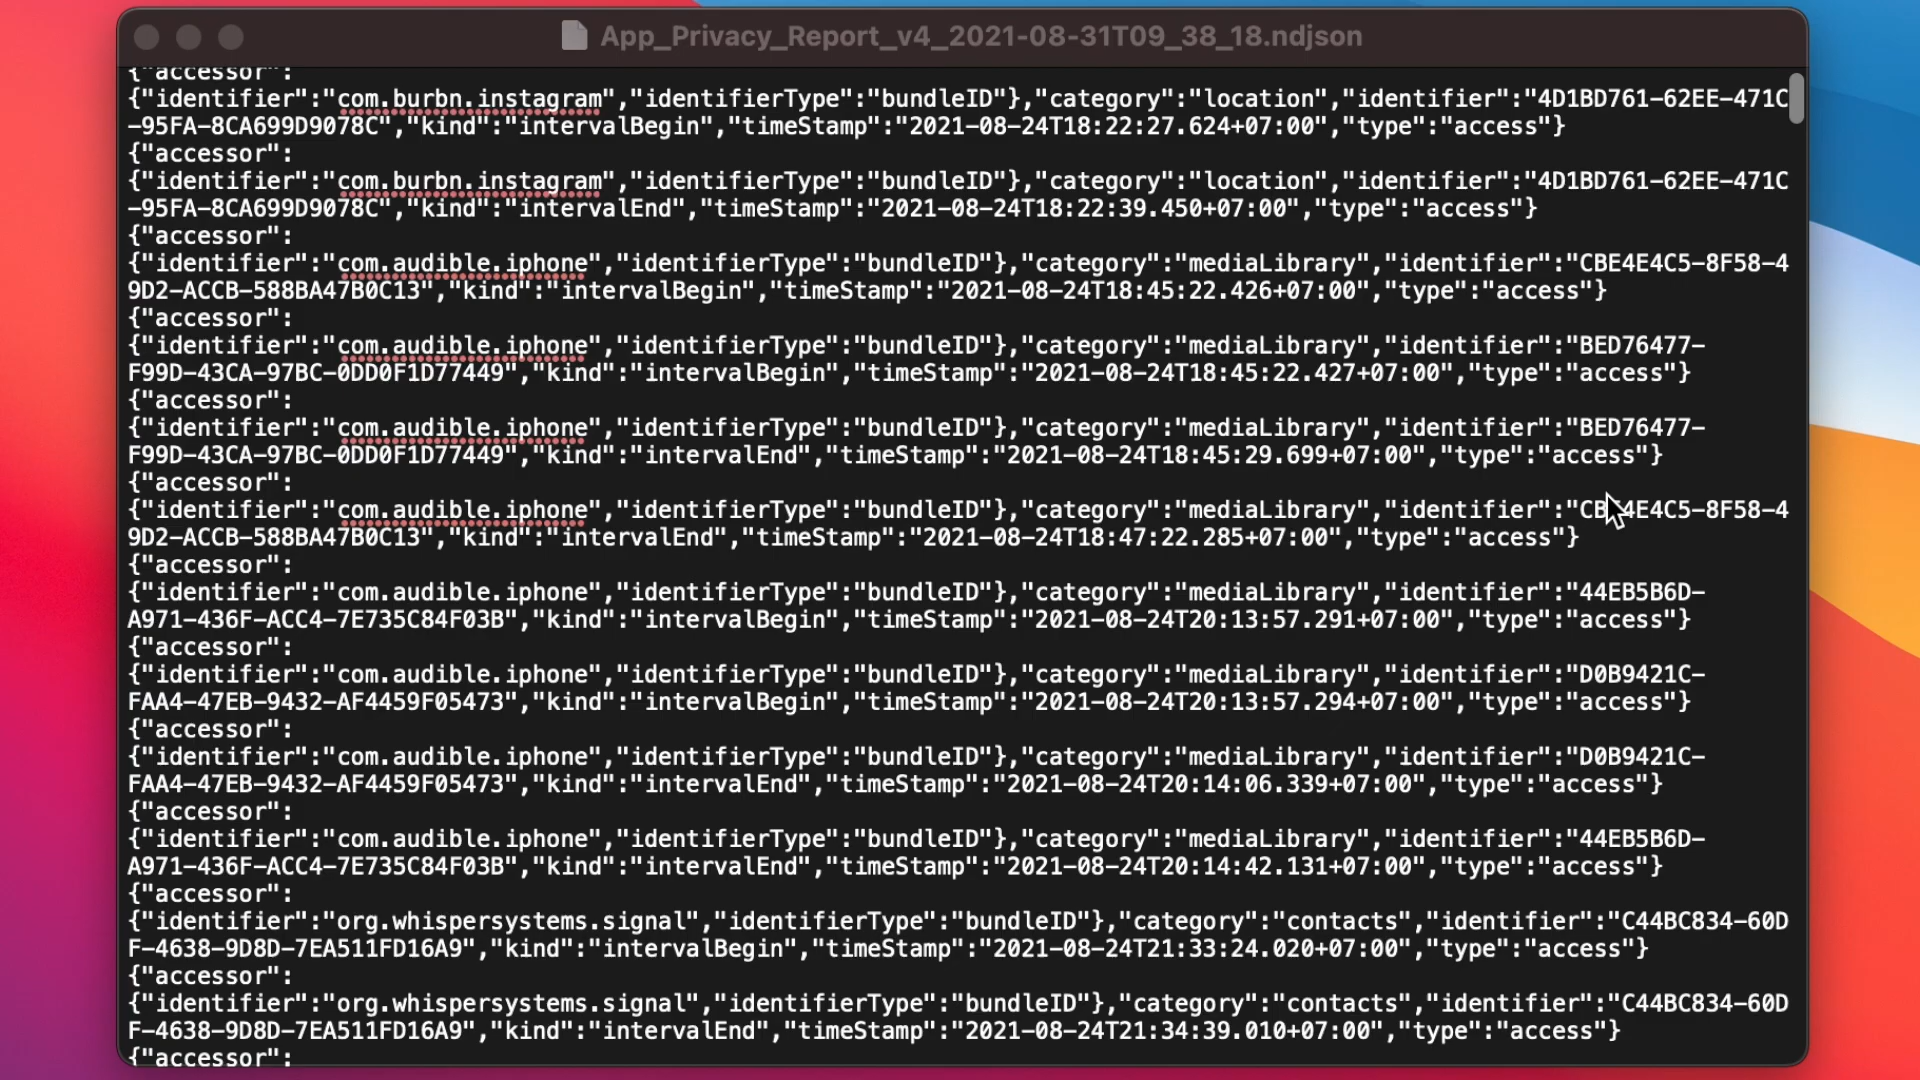 App_Privacy_Report_v4_2021-08-31T09_38_18.ndjson
{"accessor":
{"identifier":"com.burbn.instagram","identifierType":"bundleID"},"category":"location","identifier":"4D1BD761-62EE-471C
-95FA-8CA699D9078C","kind":"intervalBegin","timeStamp":"2021-08-24T18:22:27.624+07:00","type":"access"}
{"accessor":
{"identifier":"com.burbn.instagram","identifierType":"bundleID"},"category":"location","identifier":"4D1BD761-62EE-471C
-95FA-8CA699D9078C","kind":"intervalEnd","timeStamp":"2021-08-24T18:22:39.450+07:00","type":"access"}
{"accessor":
{"identifier":"com.audible.iphone","identifierType":"bundleID"},"category":"mediaLibrary","identifier":"CBE4E4C5-8F58-4
9D2-ACCB-588BA47B0C13","kind":"intervalBegin","timeStamp":"2021-08-24T18:45:22.426+07:00","type":"access"}
{"accessor":
{"identifier":"com.audible.iphone","identifierType":"bundleID"},"category":"mediaLibrary","identifier":"BED76477-
F99D-43CA-97BC-0DD0F1D77449","kind":"intervalBegin","timeStamp":"2021-08-24T18:45:22.427+07:00","type":"access"}
{"accessor":
{"identifier":"com.audible.iphone","identifierType":"bundleID"},"category":"mediaLibrary","identifier":"BED76477-
F99D-43CA-97BC-0DD0F1D77449","kind":"intervalEnd","timeStamp":"2021-08-24T18:45:29.699+07:00","type":"access"}
{"accessor":
{"identifier":"com.audible.iphone","identifierType":"bundleID"},"category":"mediaLibrary","identifier":"CBE4E4C5-8F58-4
9D2-ACCB-588BA47B0C13","kind":"intervalEnd","timeStamp":"2021-08-24T18:47:22.285+07:00","type":"access"}
{"accessor":
{"identifier":"com.audible.iphone","identifierType":"bundleID"},"category":"mediaLibrary","identifier":"44EB5B6D-
A971-436F-ACC4-7E735C84F03B","kind":"intervalBegin","timeStamp":"2021-08-24T20:13:57.291+07:00","type":"access"}
{"accessor":
{"identifier":"com.audible.iphone","identifierType":"bundleID"},"category":"mediaLibrary","identifier":"D0B9421C-
FAA4-47EB-9432-AF4459F05473","kind":"intervalBegin","timeStamp":"2021-08-24T20:13:57.294+07:00","type":"access"}
{"accessor":
{"identifier":"com.audible.iphone","identifierType":"bundleID"},"category":"mediaLibrary","identifier":"D0B9421C-
FAA4-47EB-9432-AF4459F05473","kind":"intervalEnd","timeStamp":"2021-08-24T20:14:06.339+07:00","type":"access"}
{"accessor":
{"identifier":"com.audible.iphone","identifierType":"bundleID"},"category":"mediaLibrary","identifier":"44EB5B6D-
A971-436F-ACC4-7E735C84F03B","kind":"intervalEnd","timeStamp":"2021-08-24T20:14:42.131+07:00","type":"access"}
{"accessor":
{"identifier":"org.whispersystems.signal","identifierType":"bundleID"},"category":"contacts","identifier":"C44BC834-60D
F-4638-9D8D-7EA511FD16A9","kind":"intervalBegin","timeStamp":"2021-08-24T21:33:24.020+07:00","type":"access"}
{"accessor":
{"identifier":"org.whispersystems.signal","identifierType":"bundleID"},"category":"contacts","identifier":"C44BC834-60D
F-4638-9D8D-7EA511FD16A9","kind":"intervalEnd","timeStamp":"2021-08-24T21:34:39.010+07:00","type":"access"}
{"accessor":